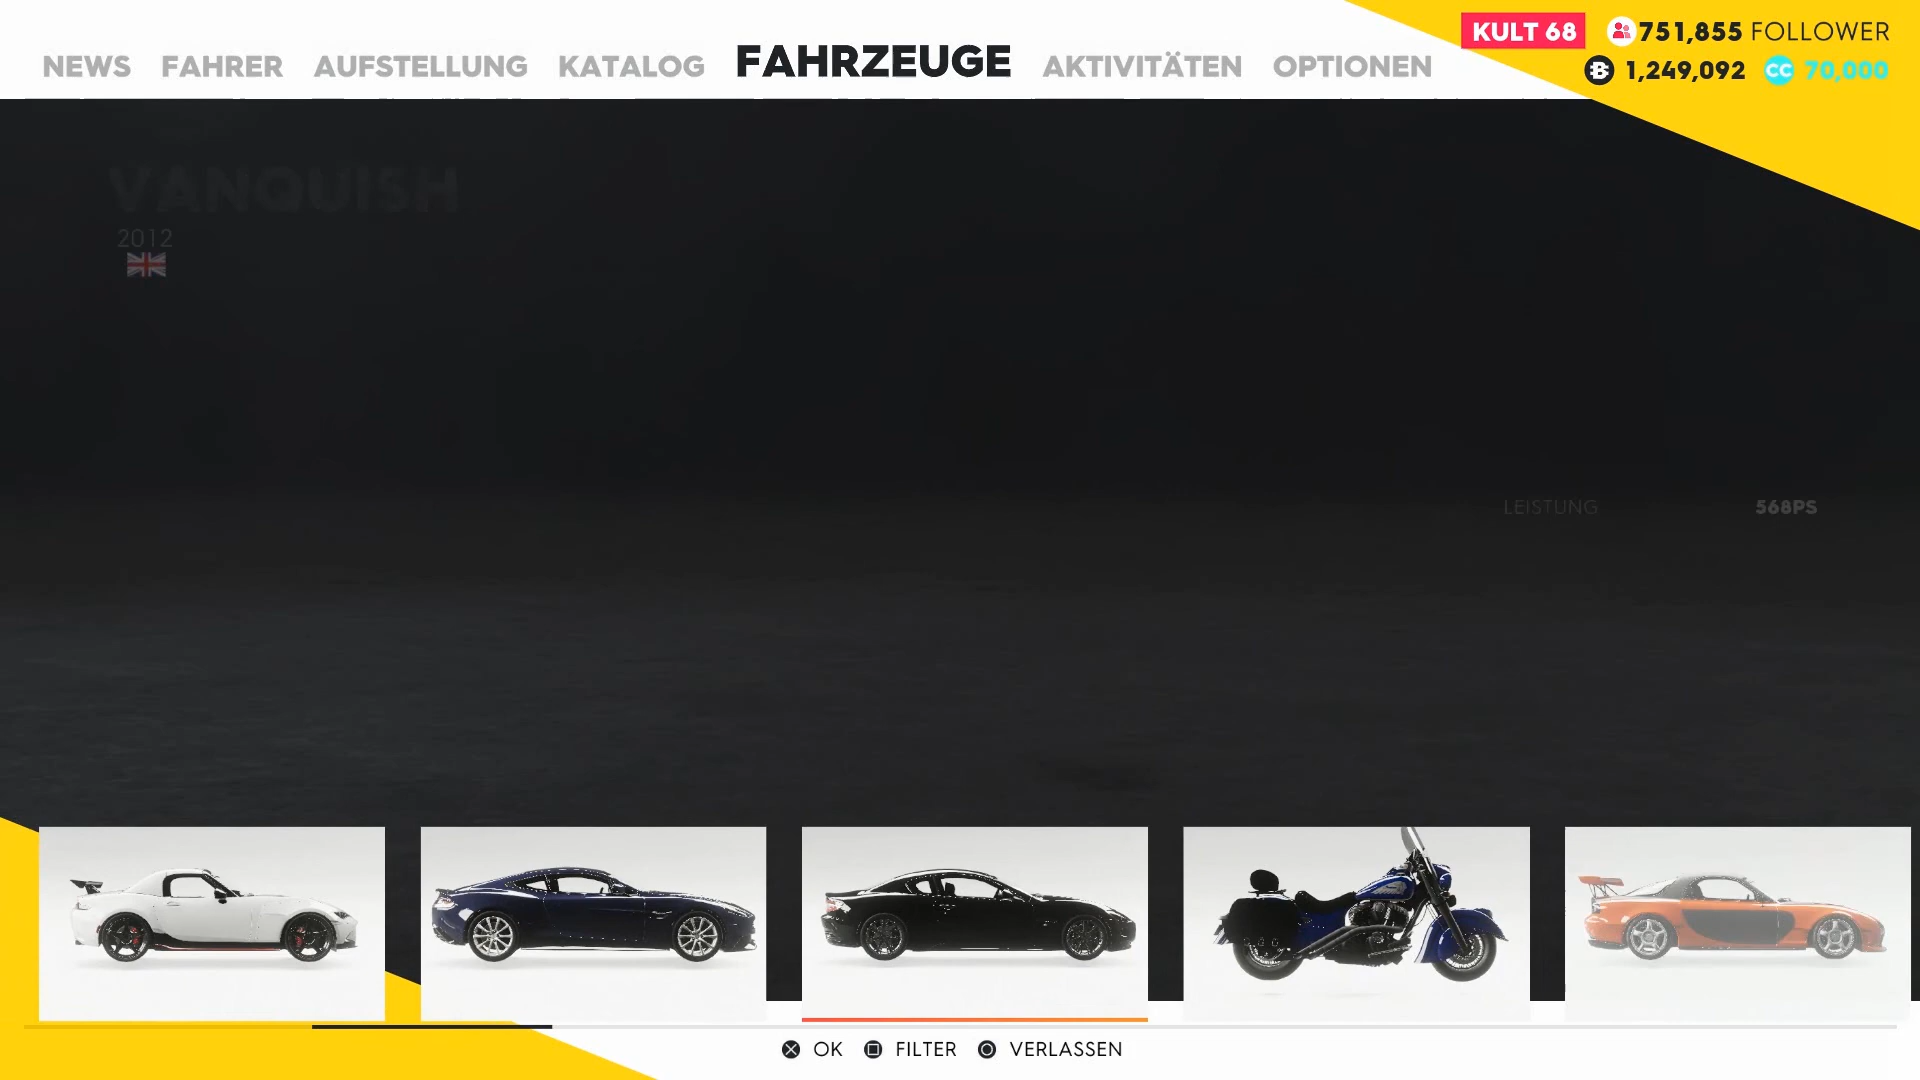 NEWS FAHRER AUFSTELLUNG KATALOG FAHRZEUGE AKTIVITÄTEN OPTIONEN
KULT 68 751,855 FOLLOWER
1,249,092 CC 70,000
VANQUISH
2012
LEISTUNG 568PS
OK FILTER VERLASSEN